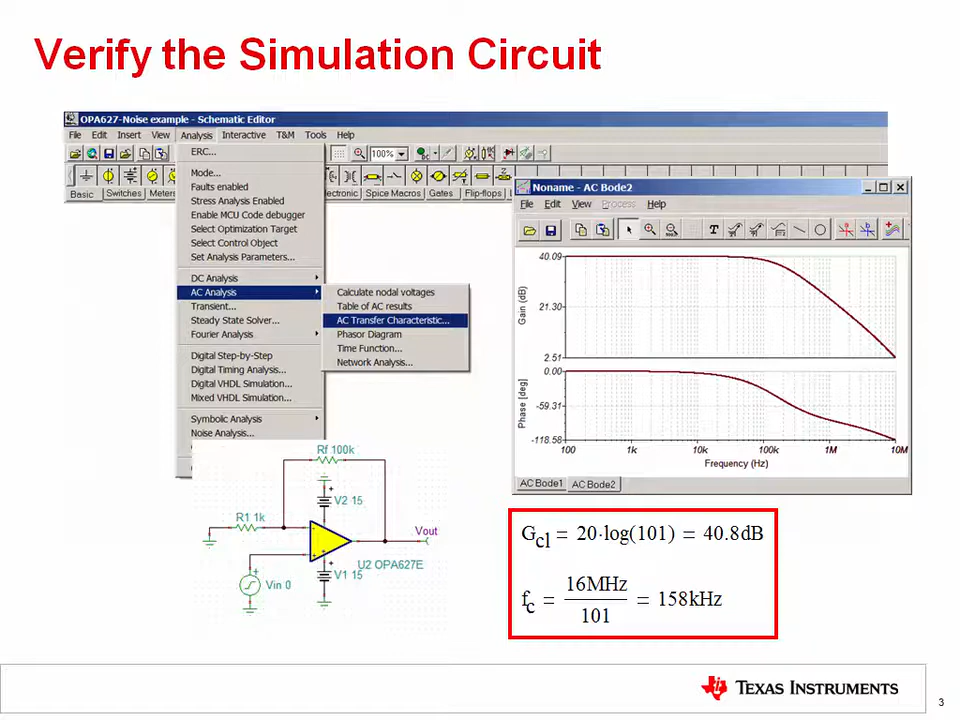 Verify the Simulation Circuit
OPA627-Noise example - Schematic Editor
File Edit Insert View Analysis Interactive T&M Tools Help
100%
Basic Switches Meters
Spice Macros Gates Flip-flops
ERC...
Mode...
Faults enabled
Stress Analysis Enabled
Enable MCU Code debugger
Select Optimization Target
Select Control Object
Set Analysis Parameters...
DC Analysis
AC Analysis
Transient...
Steady State Solver...
Fourier Analysis
Digital Step-by-Step
Digital Timing Analysis...
Digital VHDL Simulation...
Mixed VHDL Simulation...
Symbolic Analysis
Noise Analysis...
Calculate nodal voltages
Table of AC results
AC Transfer Characteristic...
Phasor Diagram
Time Function...
Network Analysis...
Noname - AC Bode2
File Edit View Process Help
T
40.09
Gain (dB)
21.30
2.51
0.00
Phase [deg]
-59.31
-118.56
100 1k 10k 100k 1M 10M
Frequency (Hz)
AC Bode1 AC Bode2
Rf 100k
V2 15
R1 1k
Vout
U2 OPA627E
V1 15
Vin 0
Gcl = 20·log(101) = 40.8dB
fc = 16MHz / 101 = 158kHz
TEXAS INSTRUMENTS
3